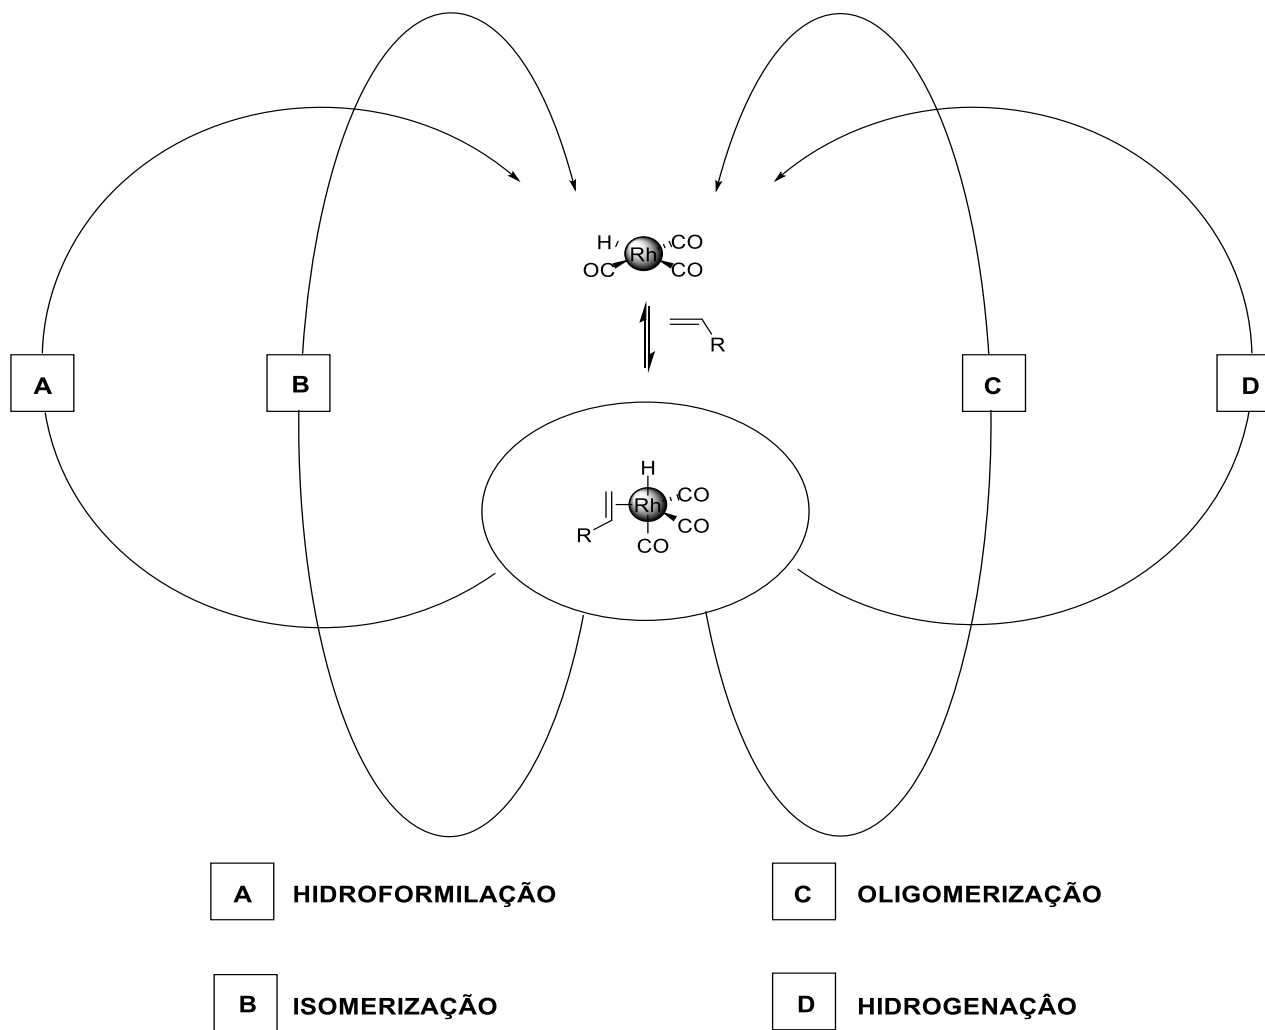 H Rh CO
OC CO
R
A
B
C
D
H
Rh CO
R CO
CO
A HIDROFORMILAÇÃO
C OLIGOMERIZAÇÃO
B ISOMERIZAÇÃO
D HIDROGENAÇÂO